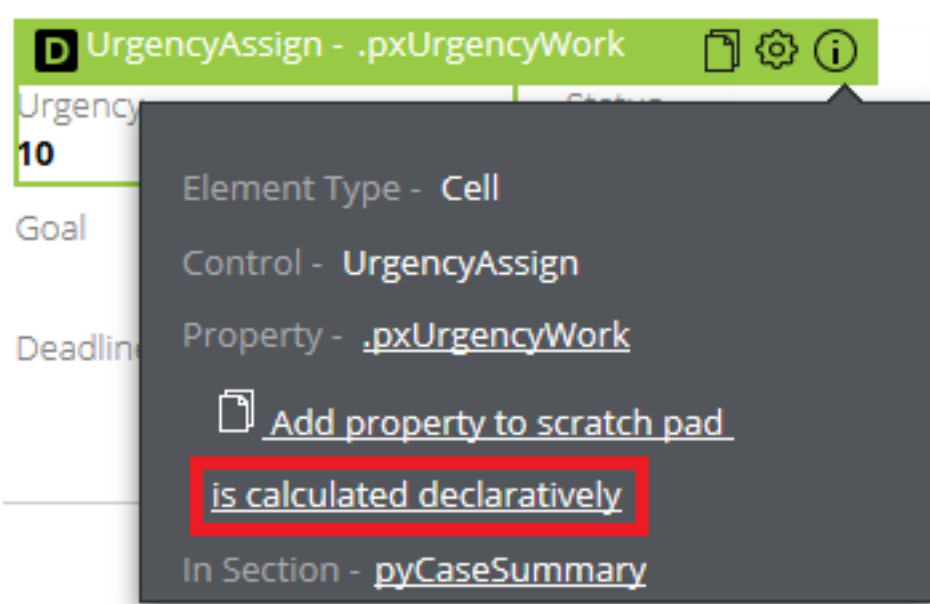 D UrgencyAssign - .pxUrgencyWork
Urgency Status
10
Element Type - Cell
Goal
Control - UrgencyAssign
Property - .pxUrgencyWork
Deadline
Add property to scratch pad
is calculated declaratively
In Section - pyCaseSummary